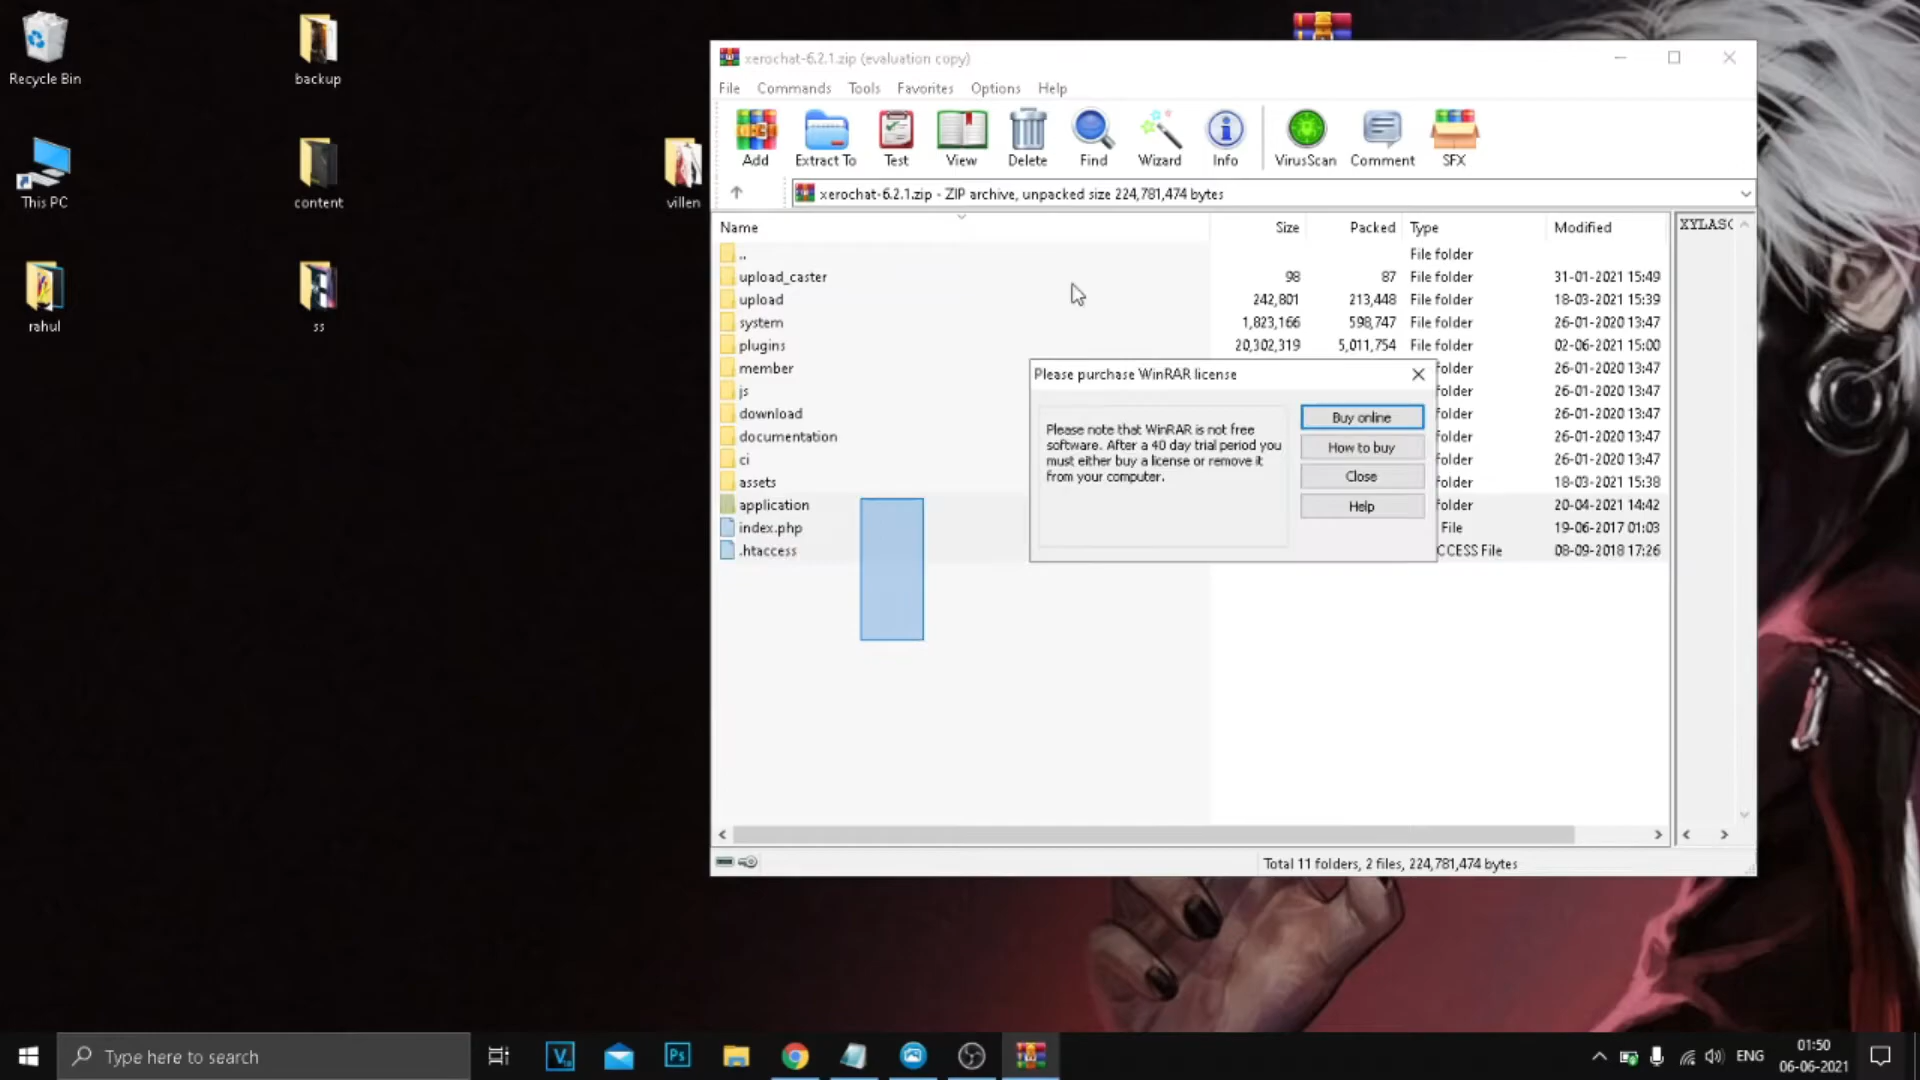 Recycle Bin
backup
This PC
content
villen
rahul
ss
xerochat-6.2.1.zip (evaluation copy)
File Commands Tools Favorites Options Help
Add Extract To Test View Delete Find Wizard Info VirusScan Comment SFX
xerochat-6.2.1.zip - ZIP archive, unpacked size 224,781,474 bytes
Name Size Packed Type Modified
.. File folder
upload_caster 98 87 File folder 31-01-2021 15:49
upload 242,801 213,448 File folder 18-03-2021 15:39
system 1,823,166 598,747 File folder 26-01-2020 13:47
plugins 20,302,319 5,011,754 File folder 02-06-2021 15:00
member folder 26-01-2020 13:47
js folder 26-01-2020 13:47
download folder 26-01-2020 13:47
documentation folder 26-01-2020 13:47
ci folder 26-01-2020 13:47
assets folder 18-03-2021 15:38
application folder 20-04-2021 14:42
index.php File 19-06-2017 01:03
.htaccess CCESS File 08-09-2018 17:26
Please purchase WinRAR license
Please note that WinRAR is not free
software. After a 40 day trial period you
must either buy a license or remove it
from your computer.
Buy online
How to buy
Close
Help
Total 11 folders, 2 files, 224,781,474 bytes
Type here to search
Ps
ENG
01:50
06-06-2021